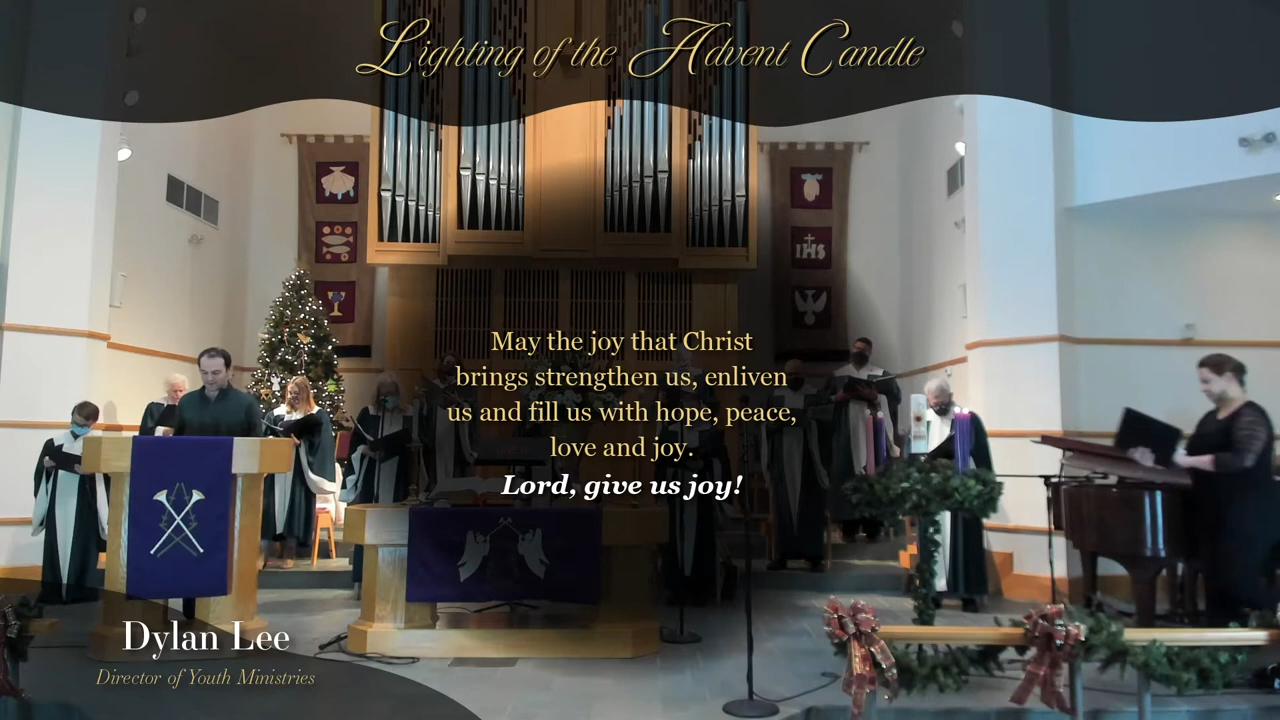 Lighting of the Advent Candle
IHS
May the joy that Christ
brings strengthen us, enliven
us and fill us with hope, peace,
love and joy.
Lord, give us joy!
Dylan Lee
Director of Youth Ministries